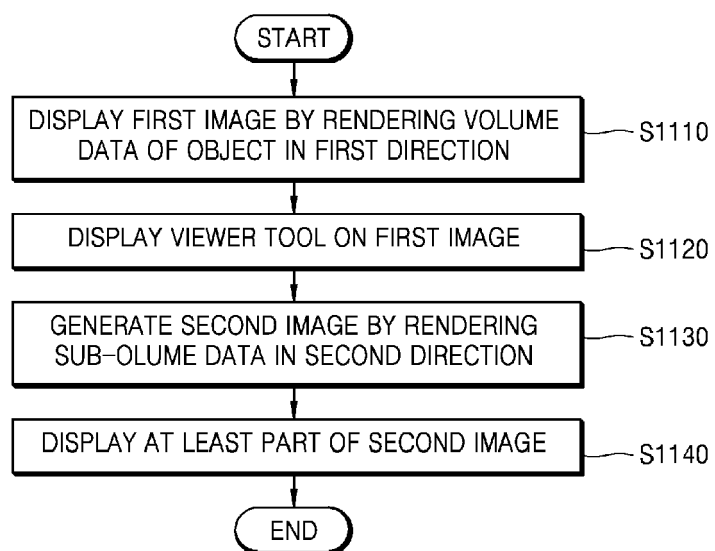 START
DISPLAY FIRST IMAGE BY RENDERING VOLUME
DATA OF OBJECT IN FIRST DIRECTION
S1110
DISPLAY VIEWER TOOL ON FIRST IMAGE
S1120
GENERATE SECOND IMAGE BY RENDERING
SUB-OLUME DATA IN SECOND DIRECTION
S1130
DISPLAY AT LEAST PART OF SECOND IMAGE
S1140
END